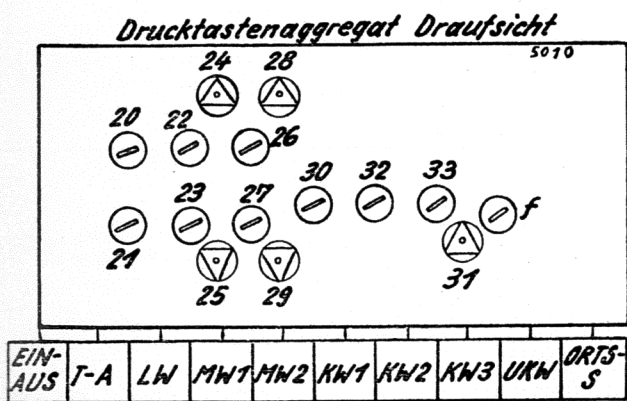 Drucktastenaggregat Draufsicht
5010
24 28
20 22 26
30 32 33
23 27 f
21
25 29 31
EIN-AUS T-A LW MW1 MW2 KW1 KW2 KW3 UKW ORTS-S